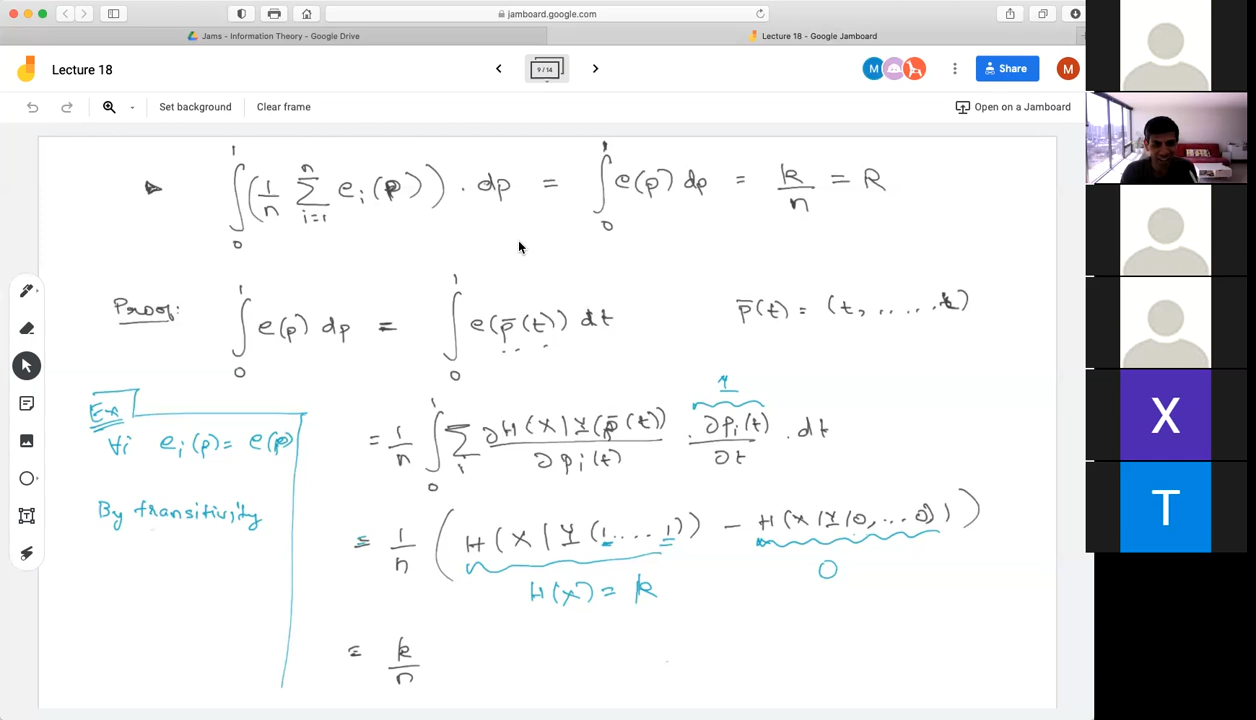 jamboard.google.com
Jams - Information Theory - Google Drive
Lecture 18 - Google Jamboard
Lecture 18
9 / 14
M
Share
M
Set background
Clear frame
Open on a Jamboard
∫₀¹ (1/n Σᵢ₌₁ⁿ eᵢ(p)) · dp = ∫₀¹ e(p) dp = k/n = R
Proof: ∫₀¹ e(p) dp = ∫₀¹ e(p̄(t)) dt p̄(t) = (t, ..... t)
Ex
∀i eᵢ(p) = e(p)
By transitivity
1
= 1/n ∫₀¹ Σᵢ ∂H(X|Y(p̄(t)) / ∂pᵢ(t) · ∂pᵢ(t)/∂t · dt
= 1/n (H(X|Y(1....1)) − H(X|Y(0,...0)))
H(X) = k
0
= k/n
X
T